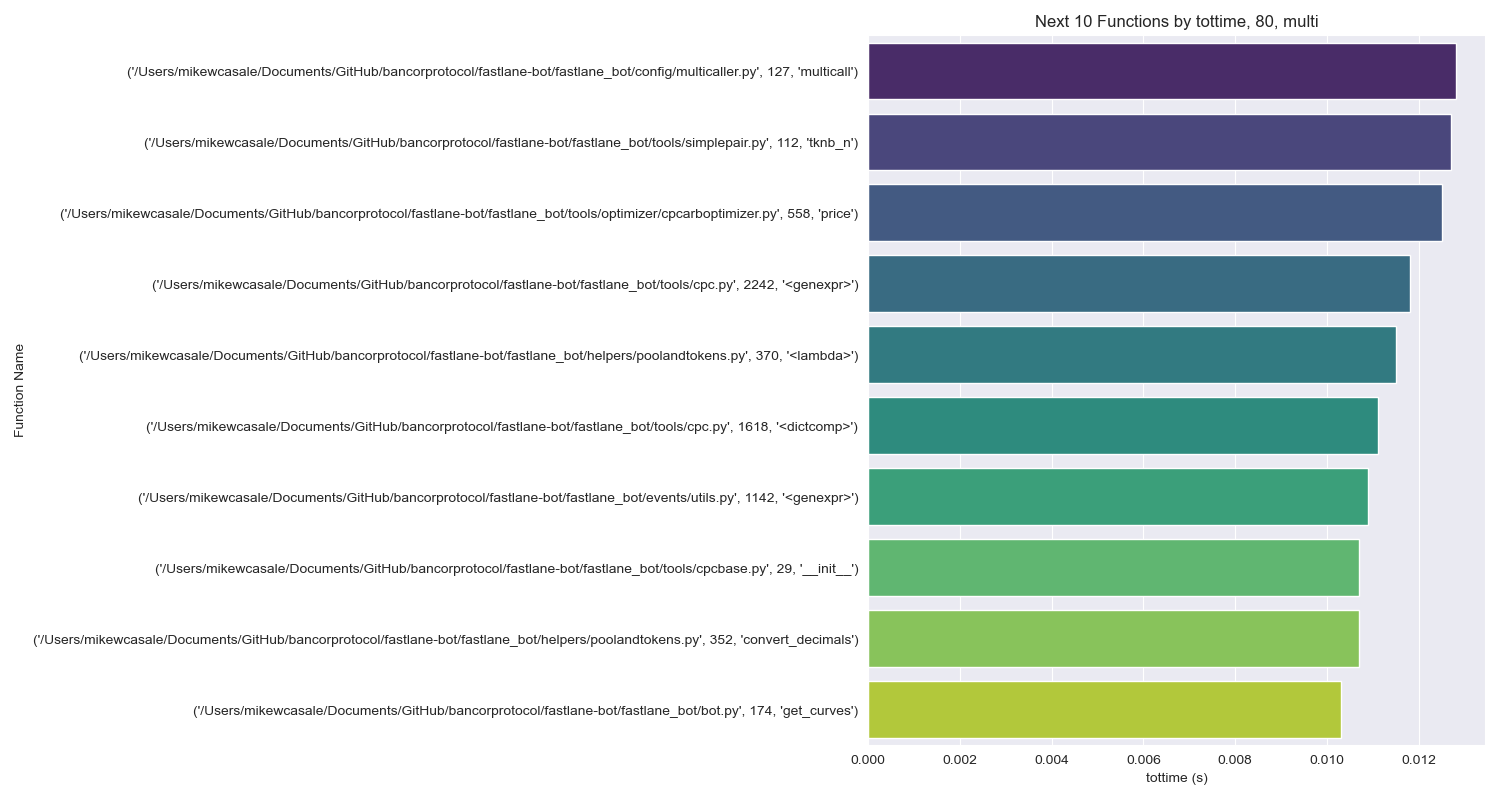 Next 10 Functions by tottime, 80, multi
('/Users/mikewcasale/Documents/GitHub/bancorprotocol/fastlane-bot/fastlane_bot/config/multicaller.py', 127, 'multicall')
('/Users/mikewcasale/Documents/GitHub/bancorprotocol/fastlane-bot/fastlane_bot/tools/simplepair.py', 112, 'tknb_n')
('/Users/mikewcasale/Documents/GitHub/bancorprotocol/fastlane-bot/fastlane_bot/tools/optimizer/cpcarboptimizer.py', 558, 'price')
('/Users/mikewcasale/Documents/GitHub/bancorprotocol/fastlane-bot/fastlane_bot/tools/cpc.py', 2242, '<genexpr>')
('/Users/mikewcasale/Documents/GitHub/bancorprotocol/fastlane-bot/fastlane_bot/helpers/poolandtokens.py', 370, '<lambda>')
('/Users/mikewcasale/Documents/GitHub/bancorprotocol/fastlane-bot/fastlane_bot/tools/cpc.py', 1618, '<dictcomp>')
('/Users/mikewcasale/Documents/GitHub/bancorprotocol/fastlane-bot/fastlane_bot/events/utils.py', 1142, '<genexpr>')
('/Users/mikewcasale/Documents/GitHub/bancorprotocol/fastlane-bot/fastlane_bot/tools/cpcbase.py', 29, '__init__')
('/Users/mikewcasale/Documents/GitHub/bancorprotocol/fastlane-bot/fastlane_bot/helpers/poolandtokens.py', 352, 'convert_decimals')
('/Users/mikewcasale/Documents/GitHub/bancorprotocol/fastlane-bot/fastlane_bot/bot.py', 174, 'get_curves')
Function Name
0.000 0.002 0.004 0.006 0.008 0.010 0.012
tottime (s)